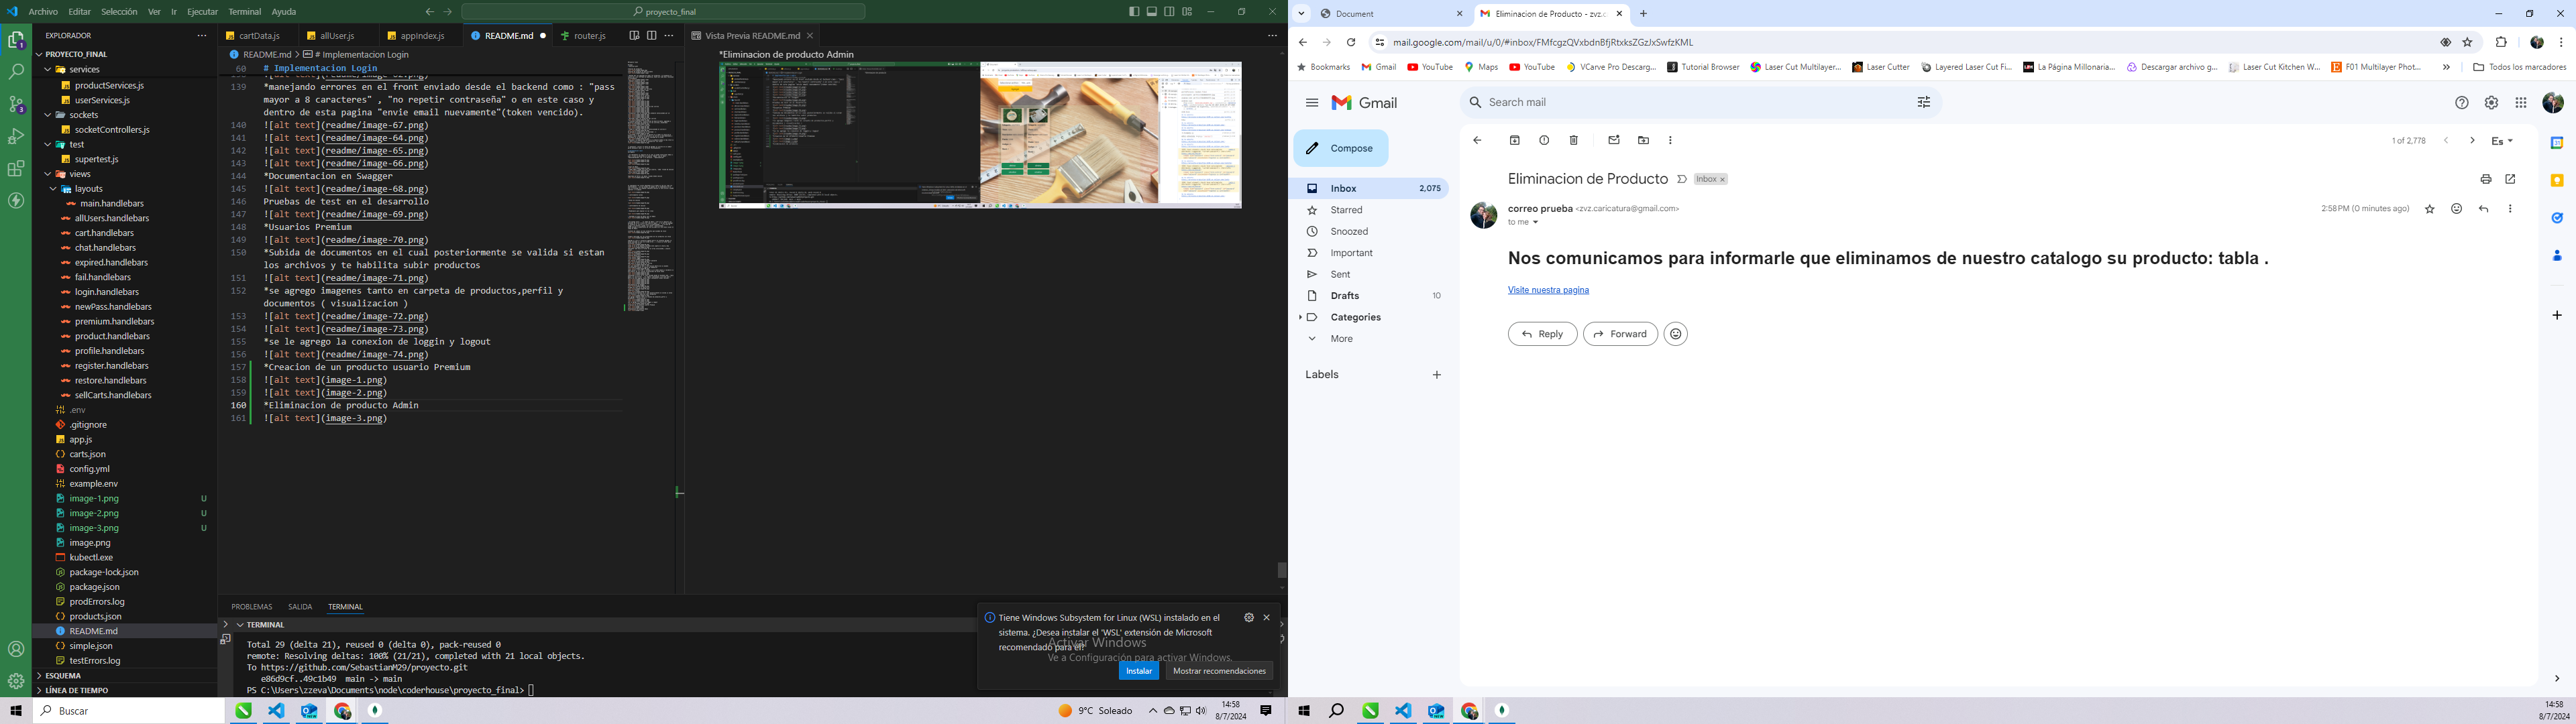 Archivo Editar Selección Ver Ir Ejecutar Terminal Ayuda
proyecto_final
EXPLORADOR
PROYECTO_FINAL
services
productServices.js
userServices.js
sockets
socketControllers.js
test
supertest.js
views
layouts
main.handlebars
allUsers.handlebars
cart.handlebars
chat.handlebars
expired.handlebars
fail.handlebars
login.handlebars
newPass.handlebars
premium.handlebars
product.handlebars
profile.handlebars
register.handlebars
restore.handlebars
sellCarts.handlebars
.env
.gitignore
app.js
carts.json
config.yml
example.env
image-1.png U
image-2.png U
image-3.png U
image.png
kubectl.exe
package-lock.json
package.json
prodErrors.log
products.json
README.md
simple.json
testErrors.log
ESQUEMA
LÍNEA DE TIEMPO
cartData.js
allUser.js
appIndex.js
README.md
router.js
README.md > # Implementacion Login
60 # Implementacion Login
139 *manejando errores en el front enviado desde el backend como : "pass
mayor a 8 caracteres" , "no repetir contraseña" o en este caso y
dentro de esta pagina "envie email nuevamente"(token vencido).
140 ![alt text](readme/image-67.png)
141 ![alt text](readme/image-64.png)
142 ![alt text](readme/image-65.png)
143 ![alt text](readme/image-66.png)
144 *Documentacion en Swagger
145 ![alt text](readme/image-68.png)
146 Pruebas de test en el desarrollo
147 ![alt text](readme/image-69.png)
148 *Usuarios Premium
149 ![alt text](readme/image-70.png)
150 *Subida de documentos en el cual posteriormente se valida si estan
los archivos y te habilita subir productos
151 ![alt text](readme/image-71.png)
152 *se agrego imagenes tanto en carpeta de productos,perfil y
documentos ( visualizacion )
153 ![alt text](readme/image-72.png)
154 ![alt text](readme/image-73.png)
155 *se le agrego la conexion de loggin y logout
156 ![alt text](readme/image-74.png)
157 *Creacion de un producto usuario Premium
158 ![alt text](image-1.png)
159 ![alt text](image-2.png)
160 *Eliminacion de producto Admin
161 ![alt text](image-3.png)
Vista Previa README.md
*Eliminacion de producto Admin
PROBLEMAS SALIDA TERMINAL
TERMINAL
Total 29 (delta 21), reused 0 (delta 0), pack-reused 0
remote: Resolving deltas: 100% (21/21), completed with 21 local objects.
To https://github.com/SebastianM29/proyecto.git
e86d9cf..49c1b49 main -> main
PS C:\Users\zzeva\Documents\node\coderhouse\proyecto_final>
Tiene Windows Subsystem for Linux (WSL) instalado en el
sistema. ¿Desea instalar el 'WSL' extensión de Microsoft
recomendado para él?
Activar Windows
Ve a Configuración para activar Windows.
Instalar
Mostrar recomendaciones
Buscar
9°C Soleado
14:58
8/7/2024
Document
Eliminacion de Producto - zvz.c
mail.google.com/mail/u/0/#inbox/FMfcgzQVxbdnBfjRtxksZGzJxSwfzKML
Bookmarks Gmail YouTube Maps YouTube VCarve Pro Descarg... Tutorial Browser Laser Cut Multilayer... Laser Cutter Layered Laser Cut Fi... La Página Millonaria... Descargar archivo g... Laser Cut Kitchen W... F01 Multilayer Phot... Todos los marcadores
Gmail
Search mail
Compose
Inbox 2,075
Starred
Snoozed
Important
Sent
Drafts 10
Categories
More
Labels
1 of 2,778
Es
Eliminacion de Producto
Inbox x
correo prueba <zvz.caricatura@gmail.com>
to me
2:58 PM (0 minutes ago)
Nos comunicamos para informarle que eliminamos de nuestro catalogo su producto: tabla .
Visite nuestra pagina
Reply
Forward
14:58
8/7/2024